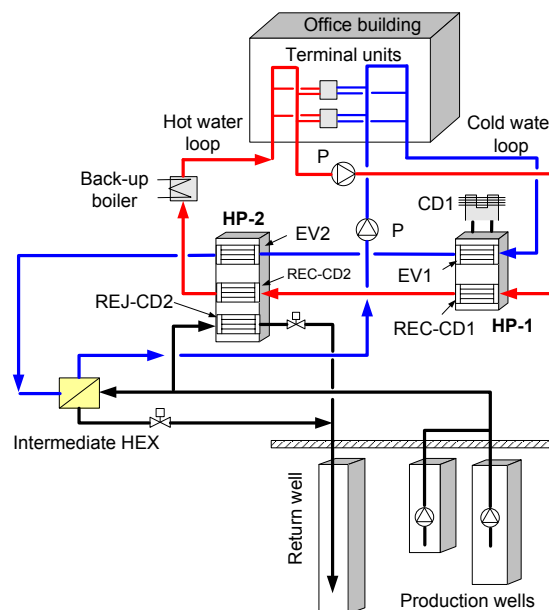 Office building
Terminal units
Hot water
loop
Cold water
loop
P
Back-up
boiler
CD1
HP-2
EV2
P
EV1
REC-CD2
REJ-CD2
REC-CD1
HP-1
Intermediate HEX
Return well
Production wells